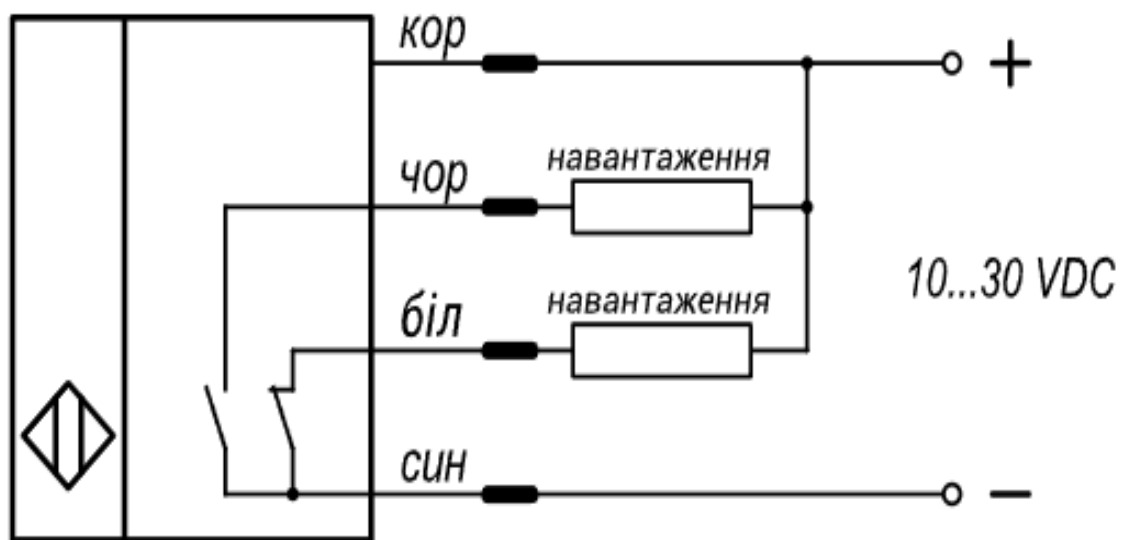 кор
+
навантаження
чор
10...30 VDC
навантаження
біл
син
−